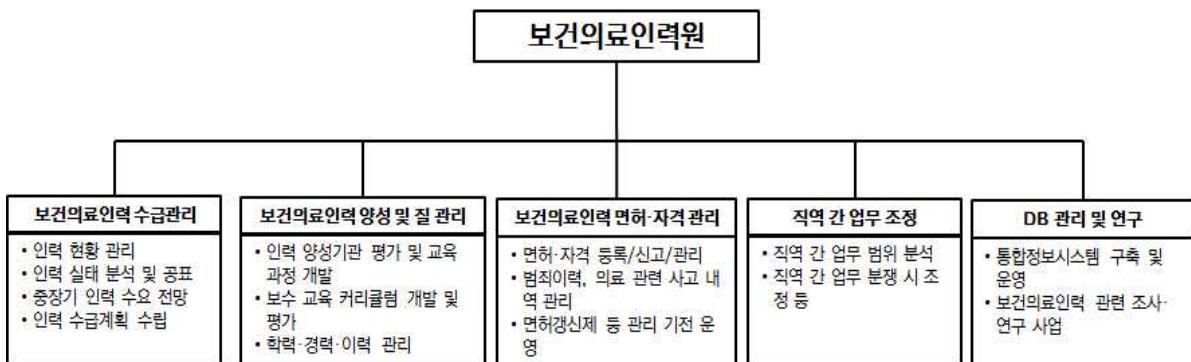 보건의료인력원
보건의료인력 수급관리
• 인력 현황 관리
• 인력 실태 분석 및 공표
• 중장기 인력 수요 전망
• 인력 수급계획 수립
보건의료인력 양성 및 질 관리
• 인력 양성기관 평가 및 교육
과정 개발
• 보수 교육 커리큘럼 개발 및
평가
• 학력·경력·이력 관리
보건의료인력 면허·자격 관리
• 면허·자격 등록/신고/관리
• 범죄이력, 의료 관련 사고 내
역 관리
• 면허갱신제 등 관리 기전 운
영
직역 간 업무 조정
• 직역 간 업무 범위 분석
• 직역 간 업무 분쟁 시 조
정 등
DB 관리 및 연구
• 통합정보시스템 구축 및
운영
• 보건의료인력 관련 조사·
연구 사업